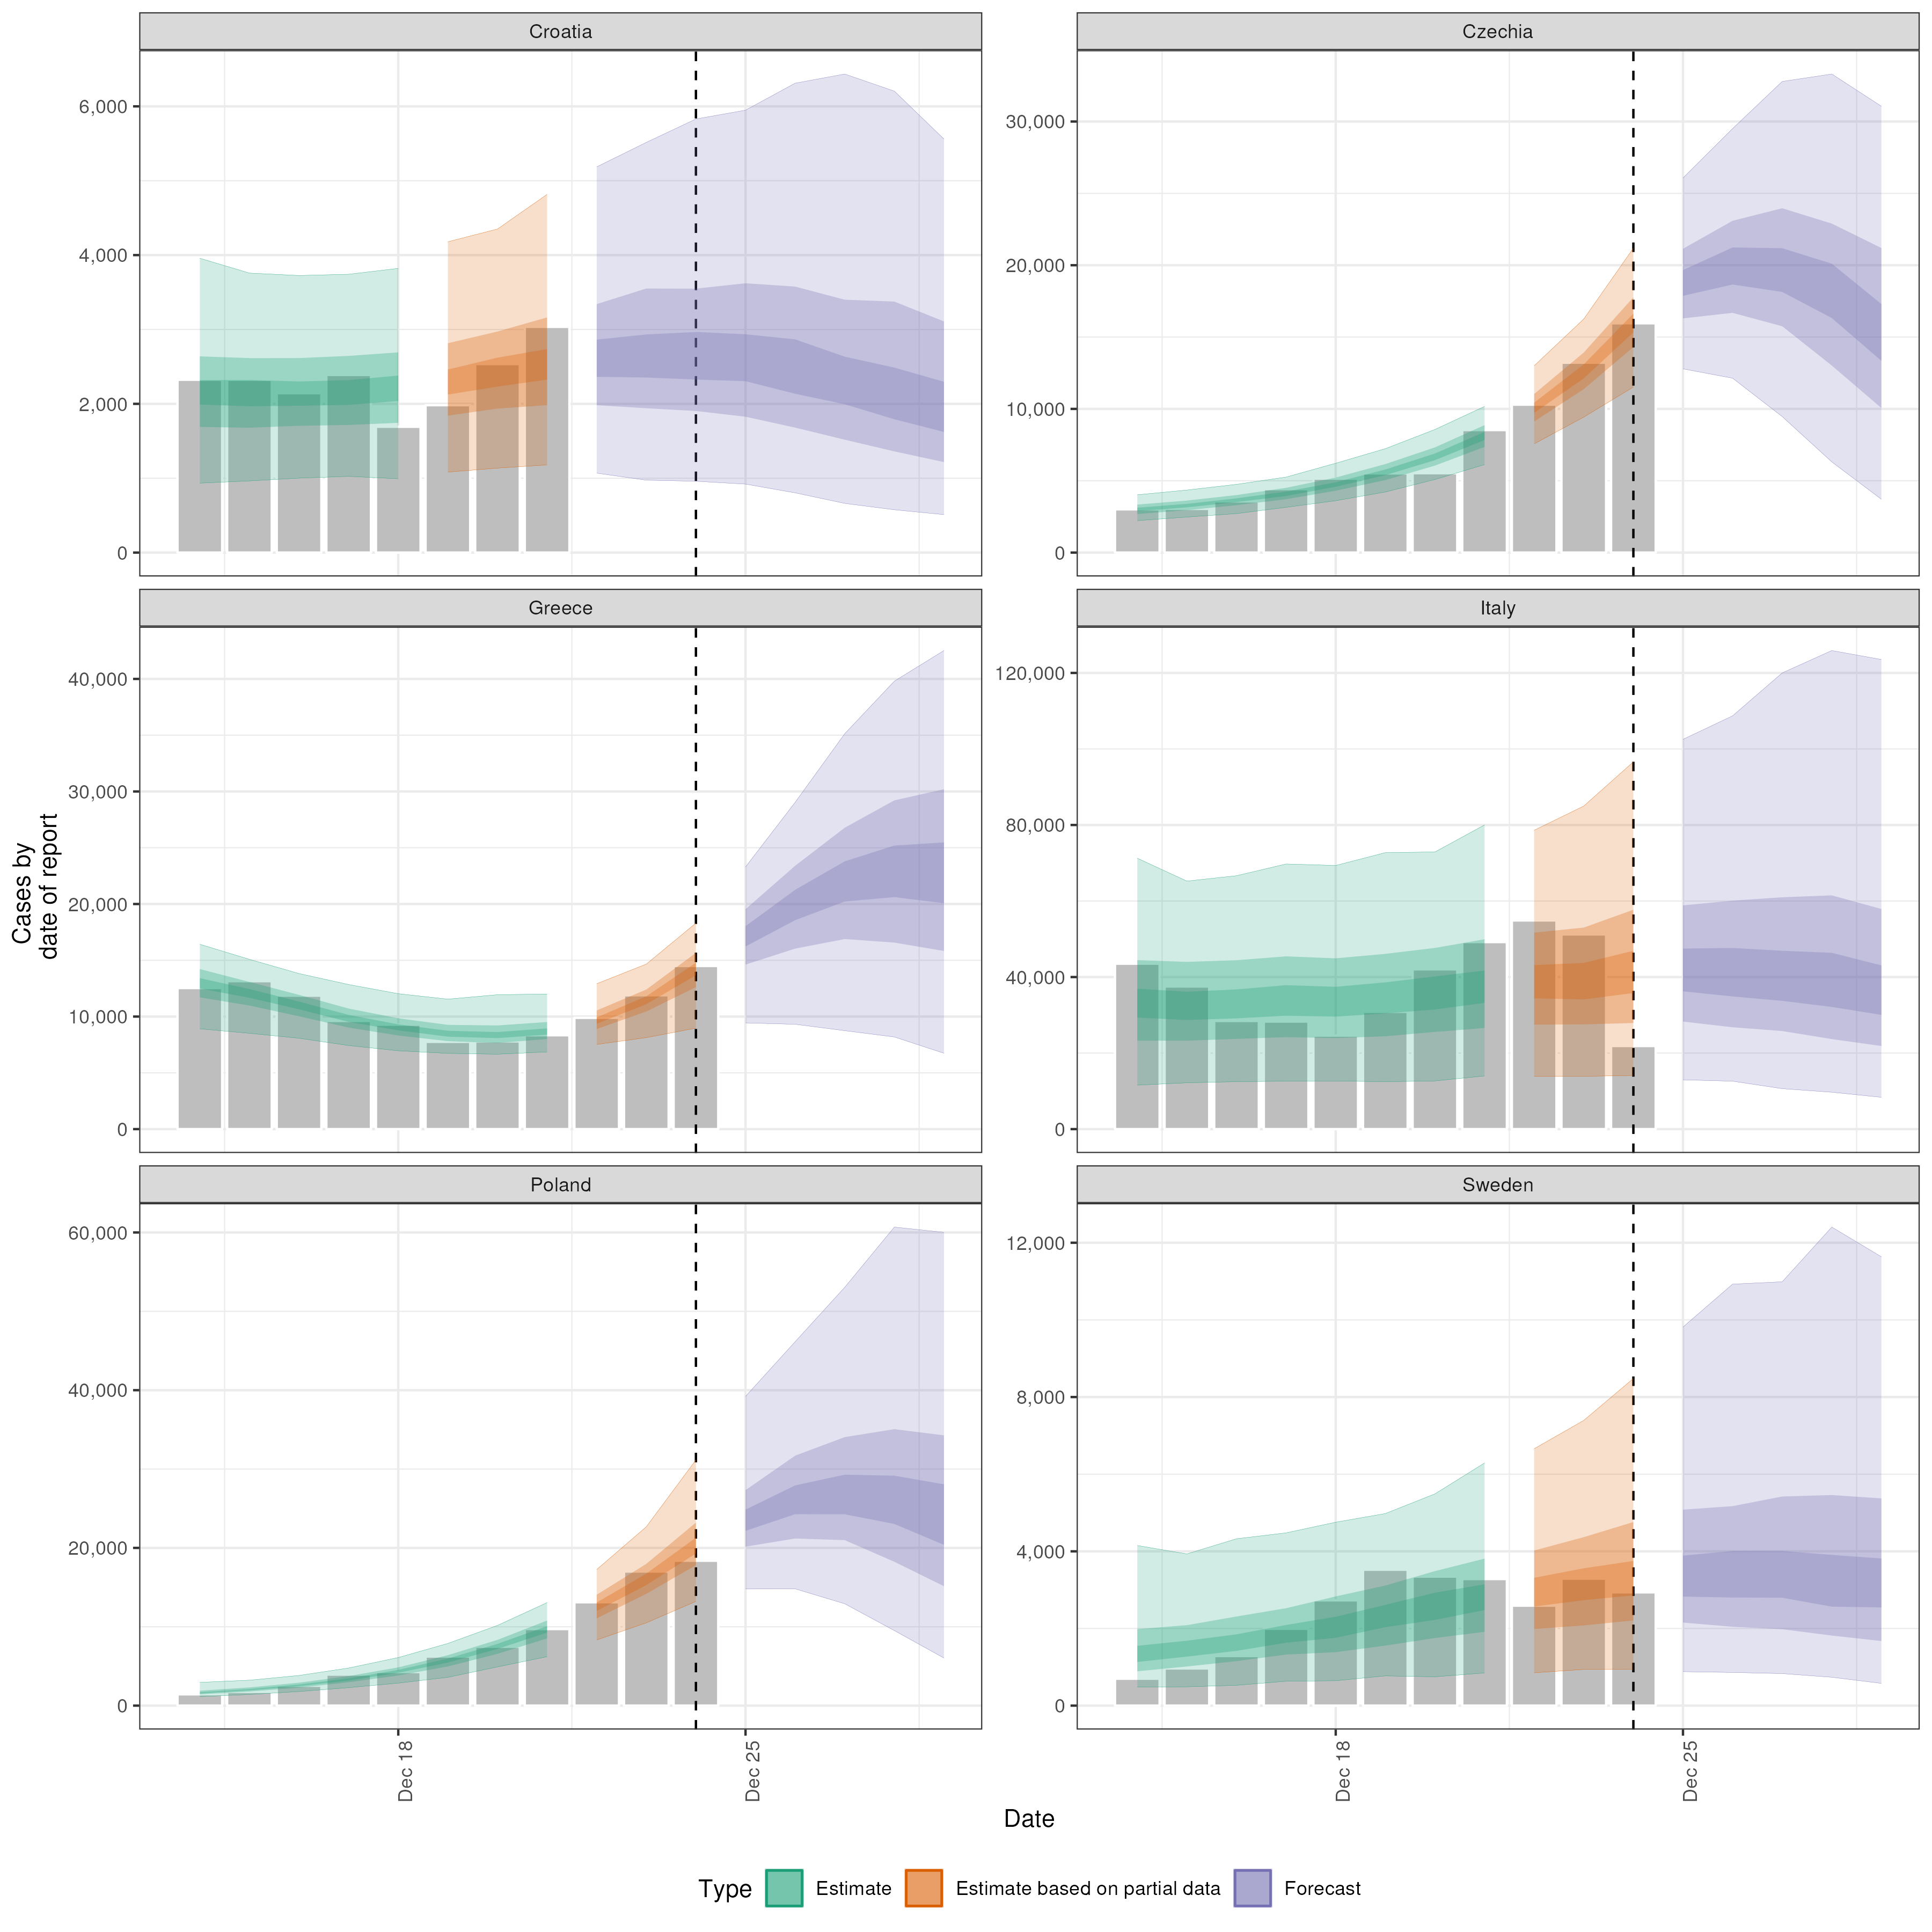 Croatia
Czechia
6,000
4,000
2,000
0
30,000
20,000
10,000
0
Greece
Italy
40,000
30,000
20,000
10,000
0
120,000
80,000
40,000
0
Cases by
date of report
Poland
Sweden
60,000
40,000
20,000
0
12,000
8,000
4,000
0
Dec 18
Dec 25
Dec 18
Dec 25
Date
Type
Estimate
Estimate based on partial data
Forecast